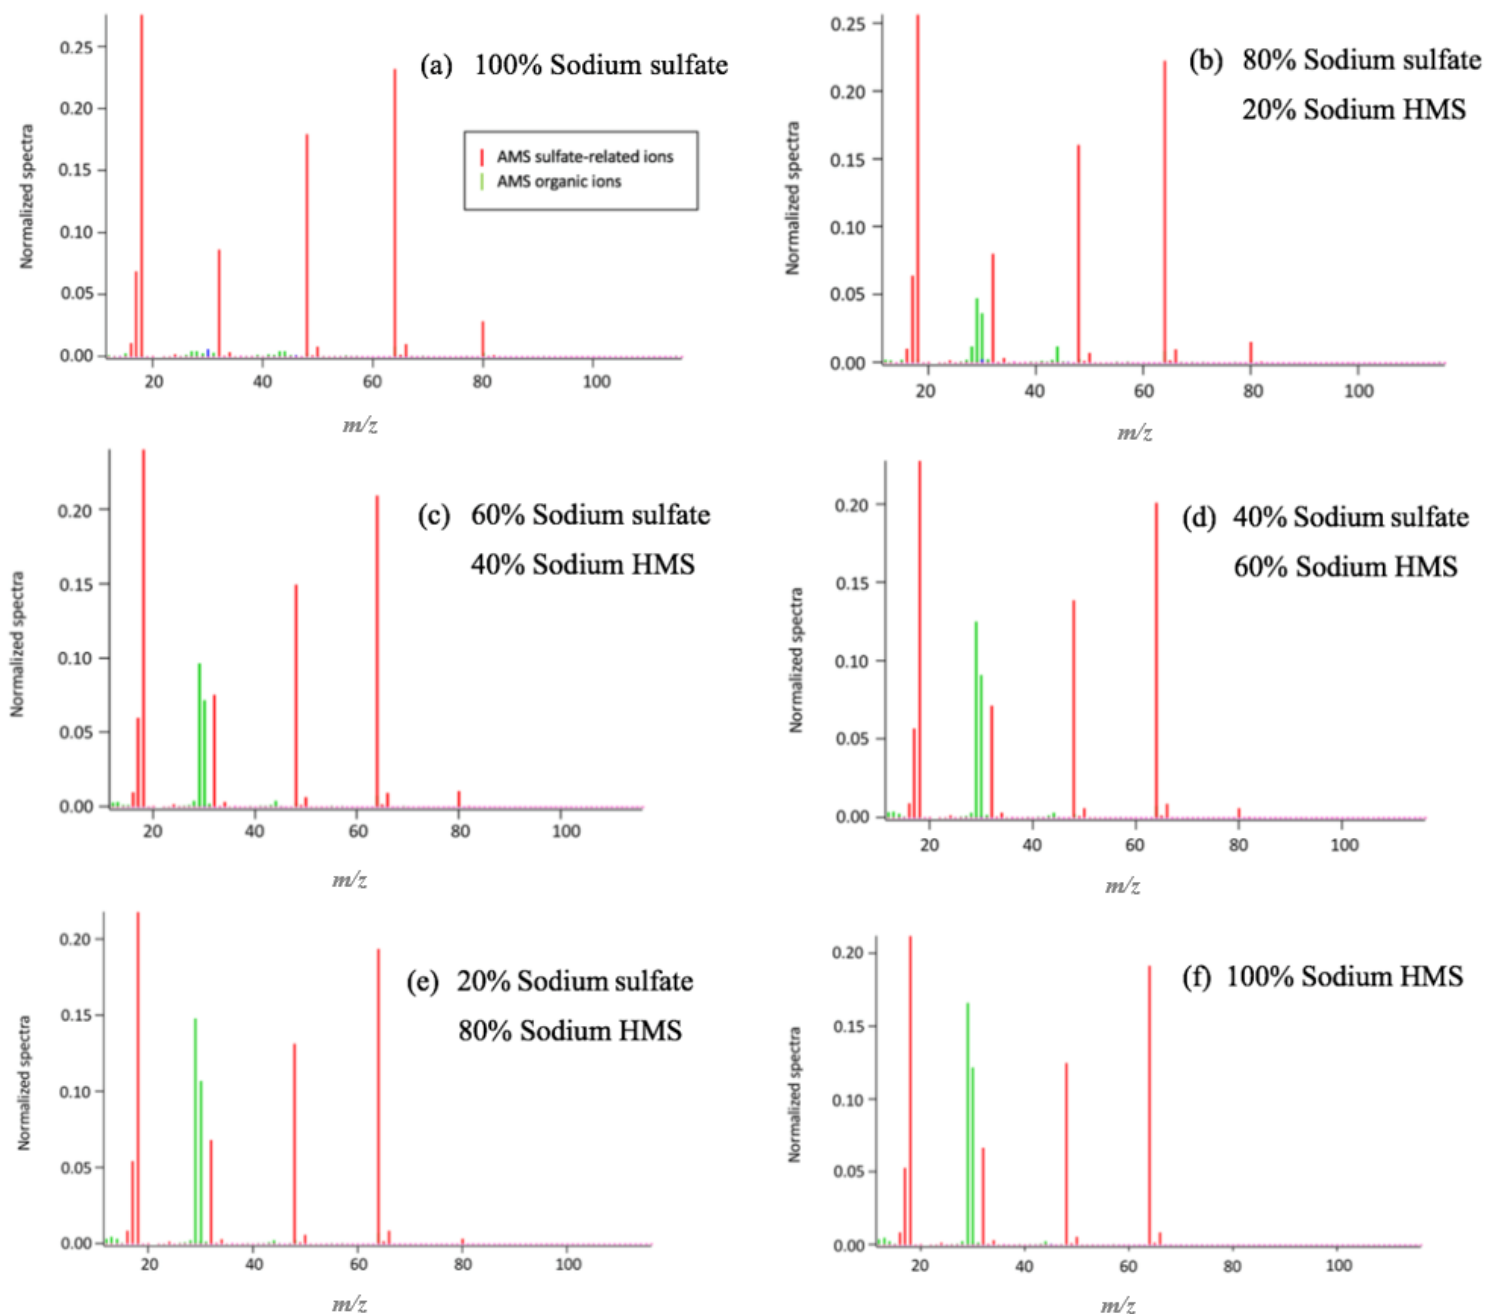 (a) 100% Sodium sulfate
AMS sulfate-related ions
AMS organic ions
Normalized spectra
0.25
0.20
0.15
0.10
0.05
0.00
20 40 60 80 100
m/z
(b) 80% Sodium sulfate
20% Sodium HMS
Normalized spectra
0.25
0.20
0.15
0.10
0.05
0.00
20 40 60 80 100
m/z
(c) 60% Sodium sulfate
40% Sodium HMS
Normalized spectra
0.20
0.15
0.10
0.05
0.00
20 40 60 80 100
m/z
(d) 40% Sodium sulfate
60% Sodium HMS
Normalized spectra
0.20
0.15
0.10
0.05
0.00
20 40 60 80 100
m/z
(e) 20% Sodium sulfate
80% Sodium HMS
Normalized spectra
0.20
0.15
0.10
0.05
0.00
20 40 60 80 100
m/z
(f) 100% Sodium HMS
Normalized spectra
0.20
0.15
0.10
0.05
0.00
20 40 60 80 100
m/z